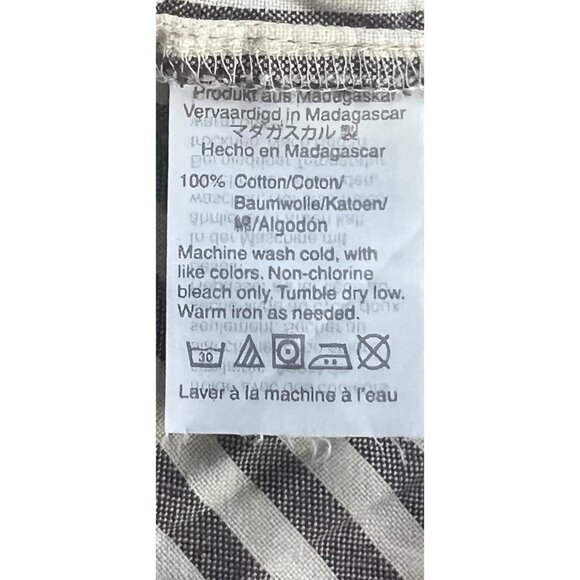 Produkt aus Madagaskar
Vervaardigd in Madagascar
マダガスカル 製
Hecho en Madagascar
100% Cotton/Coton/
Baumwolle/Katoen/
綿/Algodón
Machine wash cold, with
like colors. Non-chlorine
bleach only. Tumble dry low.
Warm iron as needed.
30
Laver à la machine à l'eau